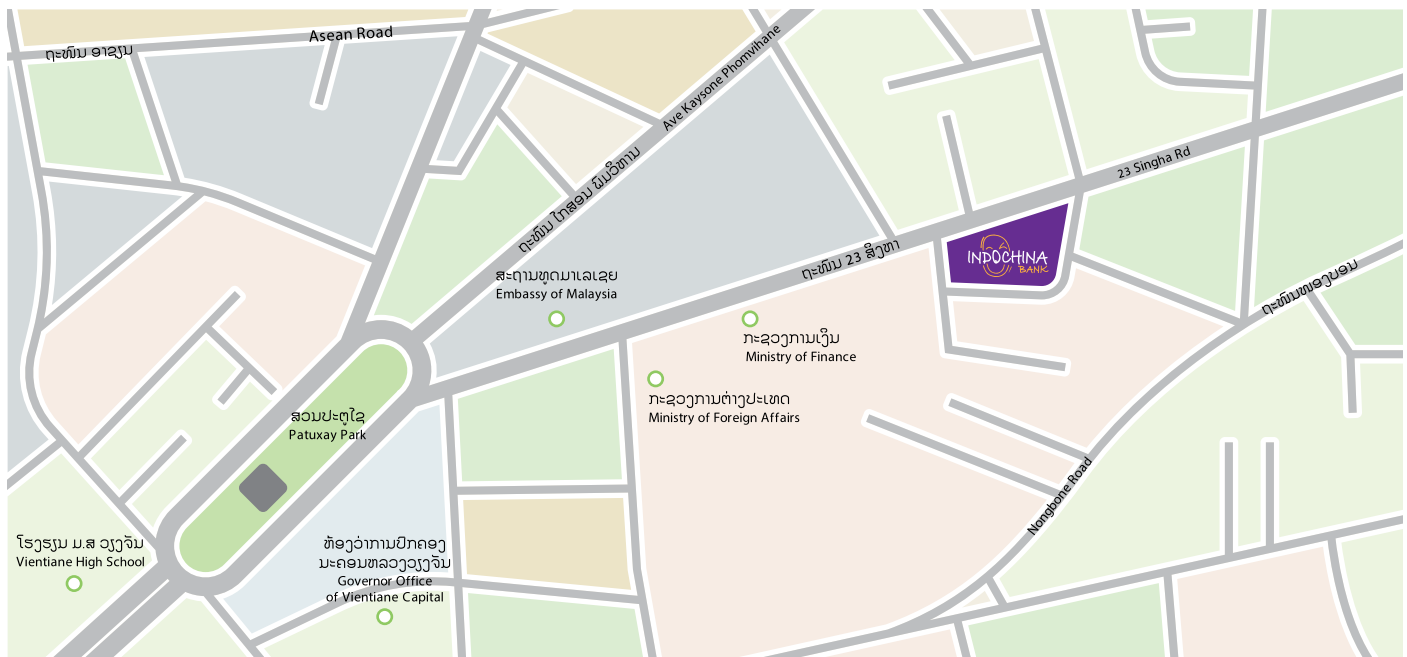 Asean Road
ຖະໜົນ ອາຊຽນ
Ave Kaysone Phomvihane
ຖະໜົນ ໄກສອນ ພົມວິຫານ
23 Singha Rd
ຖະໜົນ 23 ສິງຫາ
INDOCHINA
BANK
ສະຖານທູດມາເລເຊຍ
Embassy of Malaysia
ຖະໜົນໜອງບອນ
ກະຊວງການເງິນ
Ministry of Finance
ກະຊວງການຕ່າງປະເທດ
Ministry of Foreign Affairs
ສວນປະຕູໄຊ
Patuxay Park
Nongbone Road
ໂຮງຮຽນ ມ.ສ ວຽງຈັນ
Vientiane High School
ຫ້ອງວ່າການປົກຄອງ
ນະຄອນຫລວງວຽງຈັນ
Governor Office
of Vientiane Capital